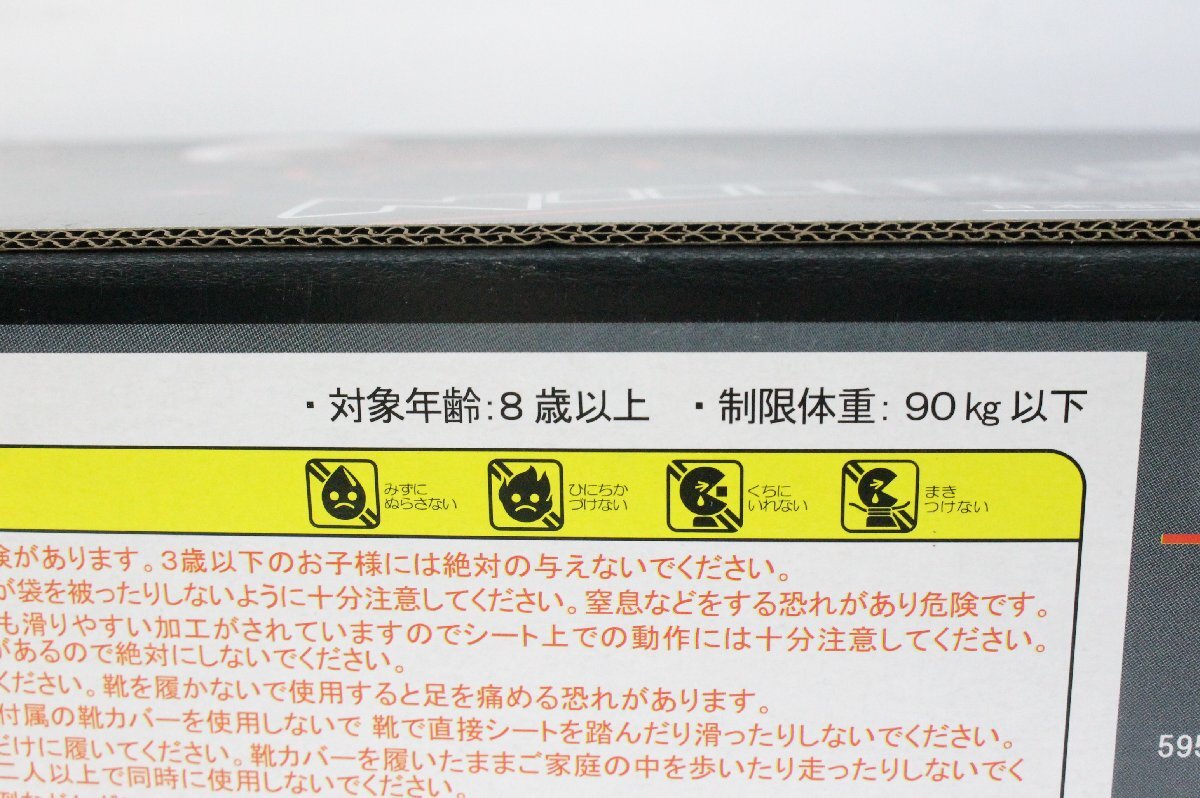 ・対象年齢:8歳以上 ・制限体重: 90kg以下
みずに
ぬらさない
ひにちか
づけない
くちに
いれない
まき
つけない
険があります。3歳以下のお子様には絶対の与えないでください。
が袋を被ったりしないように十分注意してください。窒息などをする恐れがあり危険です。
も滑りやすい加工がされていますのでシート上での動作には十分注意してください。
があるので絶対にしないでください。
ください。靴を履かないで使用すると足を痛める恐れがあります。
付属の靴カバーを使用しないで 靴で直接シートを踏んだり滑ったりしないでください。
だけに履いてください。靴カバーを履いたままご家庭の中を歩いたり走ったりしないでく
二人以上で同時に使用しないでください。
595